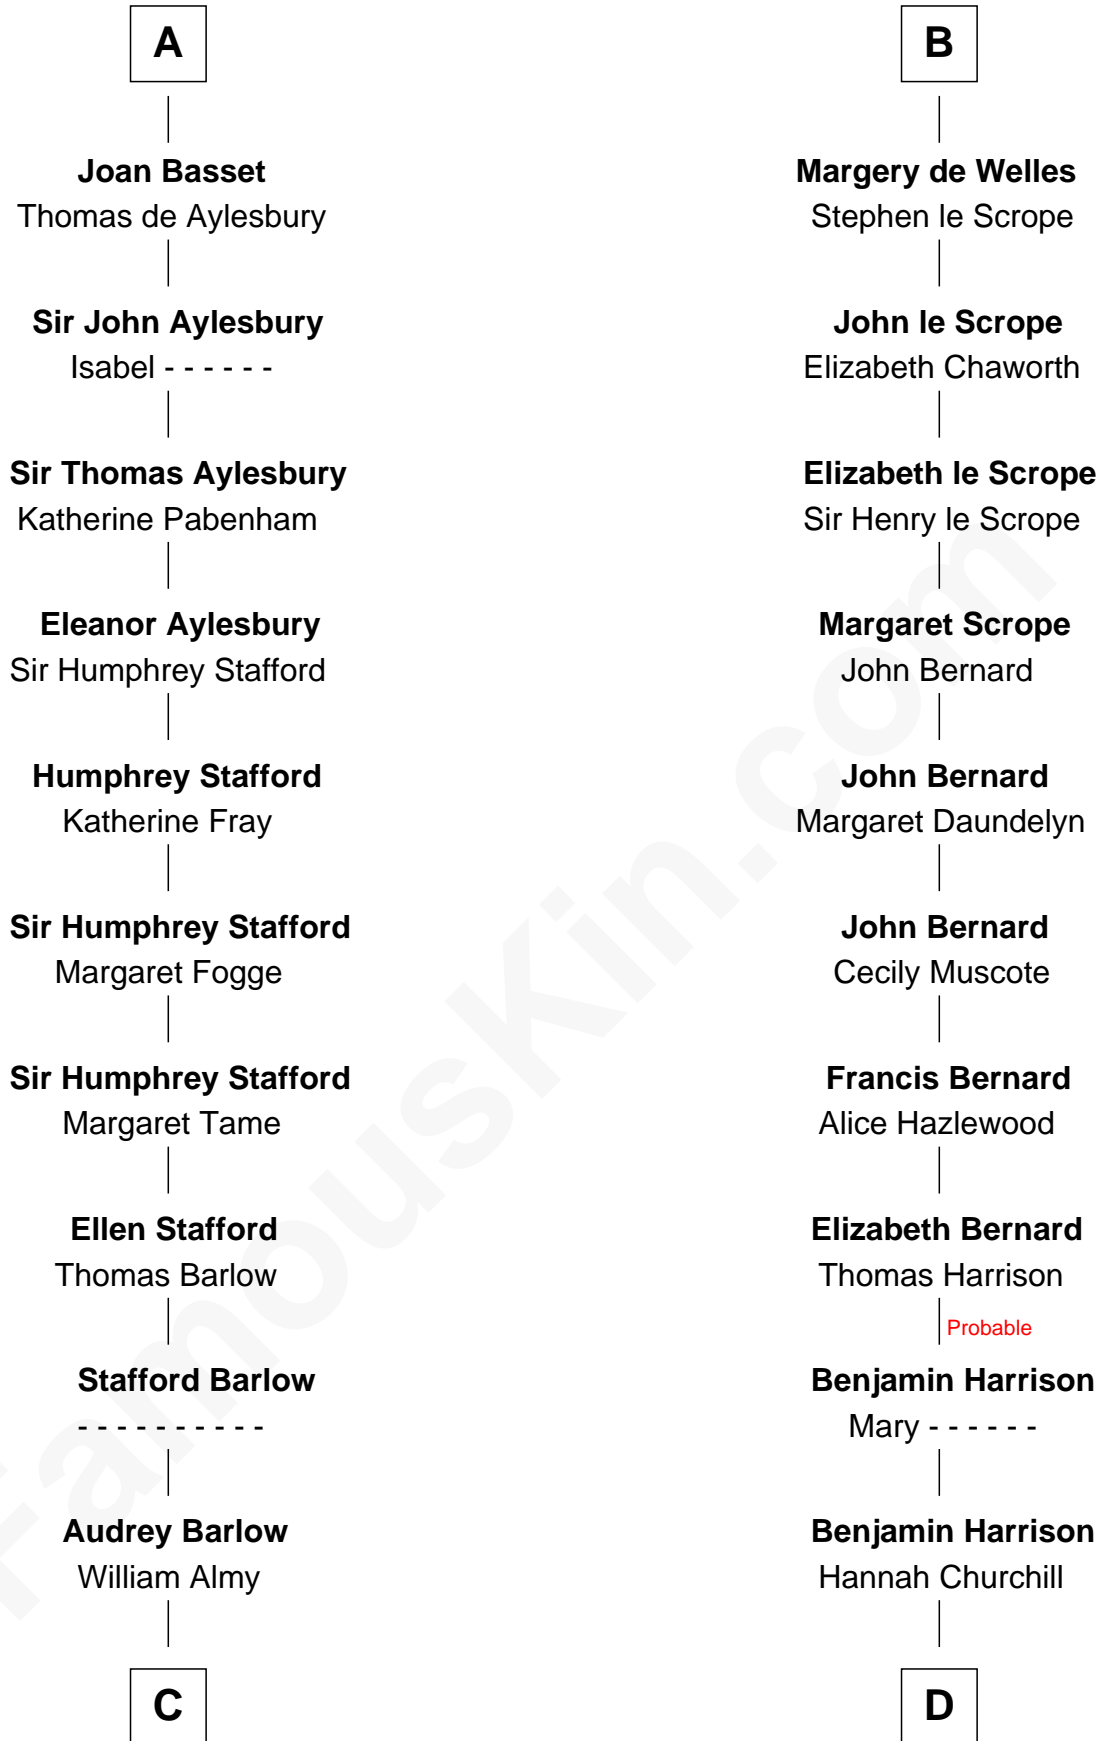 A
Joan Basset
Thomas de Aylesbury
Sir John Aylesbury
Isabel - - - - - -
Sir Thomas Aylesbury
Katherine Pabenham
Eleanor Aylesbury
Sir Humphrey Stafford
Humphrey Stafford
Katherine Fray
Sir Humphrey Stafford
Margaret Fogge
Sir Humphrey Stafford
Margaret Tame
Ellen Stafford
Thomas Barlow
Stafford Barlow
- - - - - - - - - -
Audrey Barlow
William Almy
C
B
Margery de Welles
Stephen le Scrope
John le Scrope
Elizabeth Chaworth
Elizabeth le Scrope
Sir Henry le Scrope
Margaret Scrope
John Bernard
John Bernard
Margaret Daundelyn
John Bernard
Cecily Muscote
Francis Bernard
Alice Hazlewood
Elizabeth Bernard
Thomas Harrison
Probable
Benjamin Harrison
Mary - - - - - -
Benjamin Harrison
Hannah Churchill
D
FamousKin.com